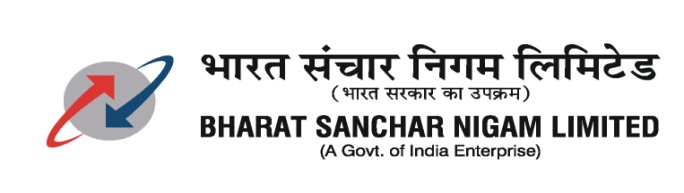 भारत संचार निगम लिमिटेड
(भारत सरकार का उपक्रम)
BHARAT SANCHAR NIGAM LIMITED
(A Govt. of India Enterprise)